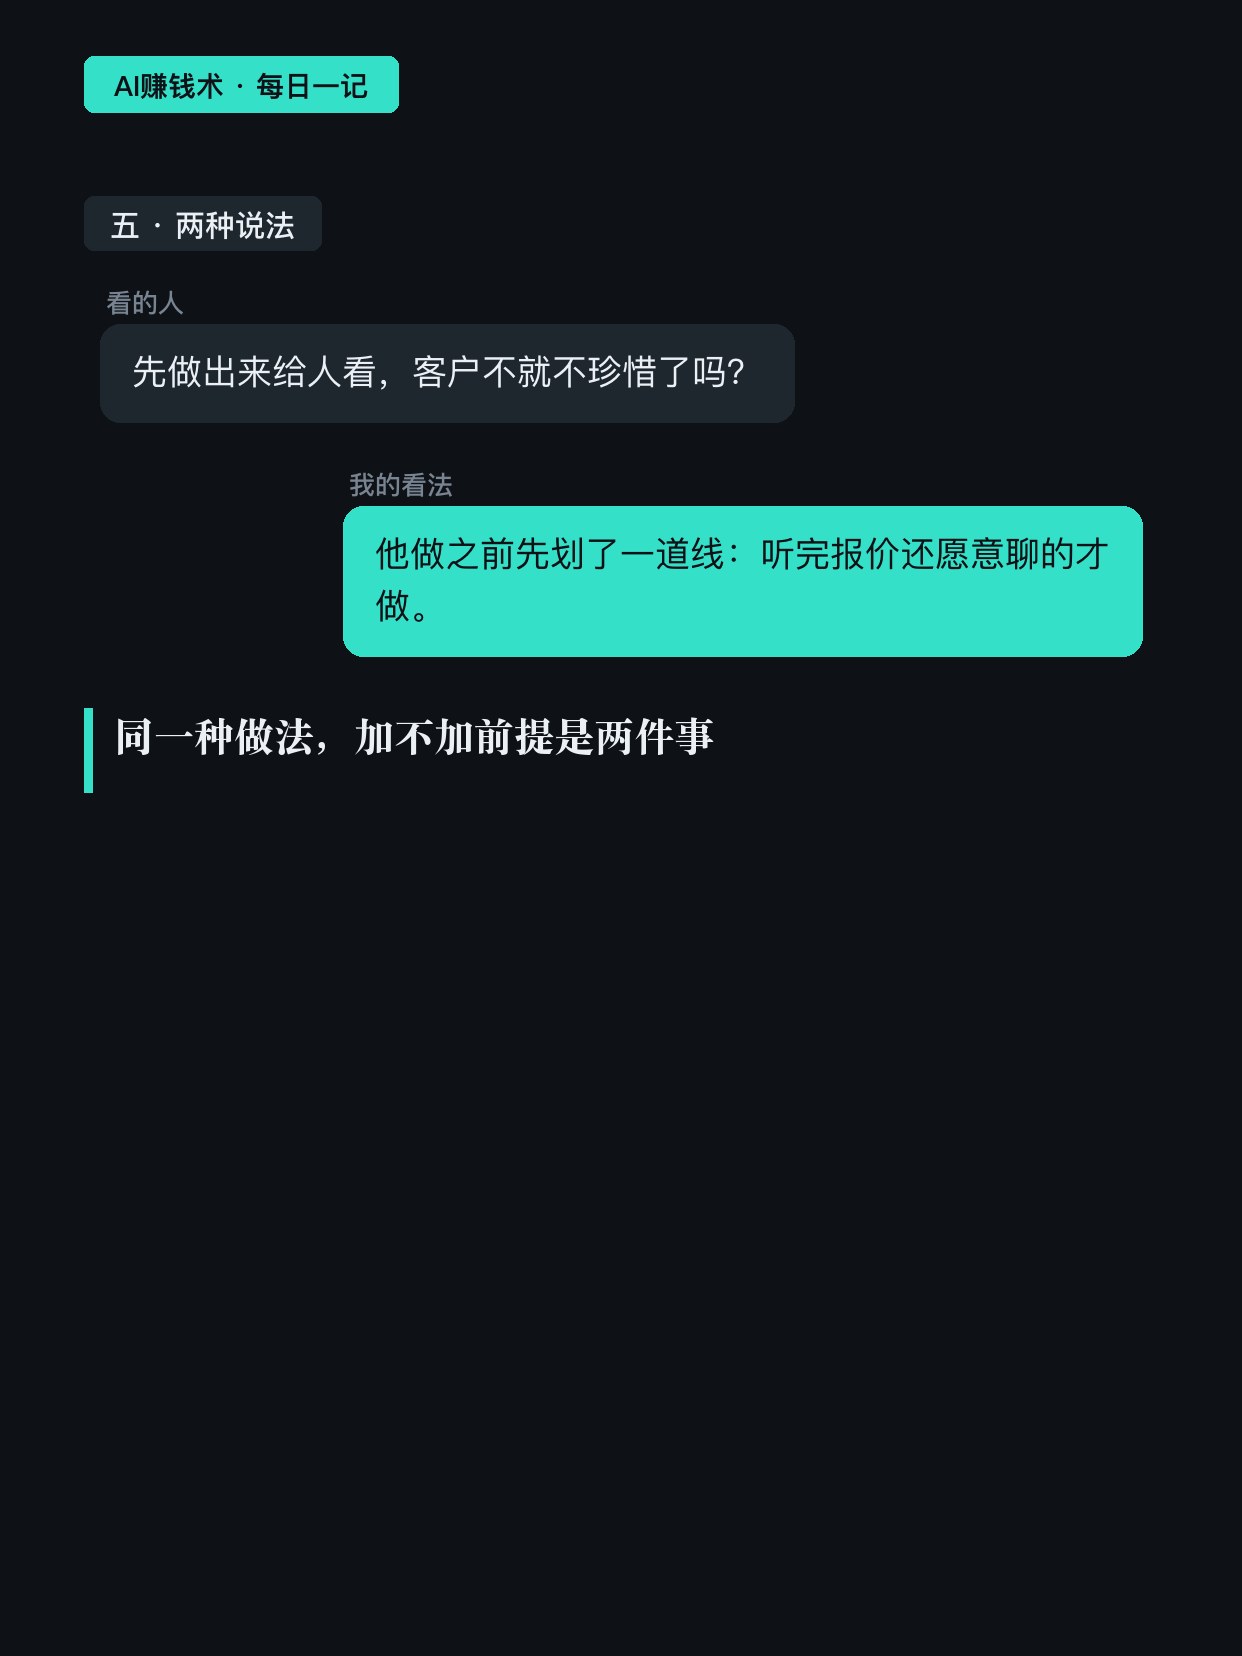 AI赚钱术 · 每日一记
五 · 两种说法
看的人
先做出来给人看，客户不就不珍惜了吗？
我的看法
他做之前先划了一道线：听完报价还愿意聊的才
做。
同一种做法，加不加前提是两件事